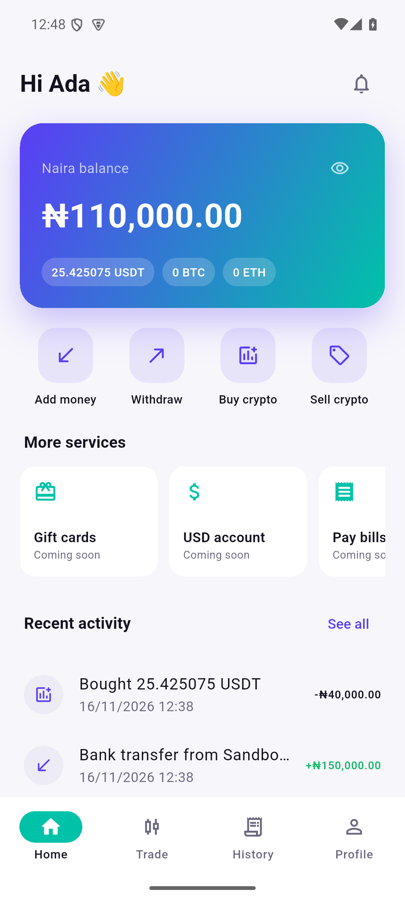 12:48
Hi Ada 👋
Naira balance
₦110,000.00
25.425075 USDT 0 BTC 0 ETH
Add money Withdraw Buy crypto Sell crypto
More services
Gift cards USD account Pay bills
Coming soon Coming soon Coming so
Recent activity See all
Bought 25.425075 USDT -₦40,000.00
16/11/2026 12:38
Bank transfer from Sandbo... +₦150,000.00
16/11/2026 12:38
Home Trade History Profile